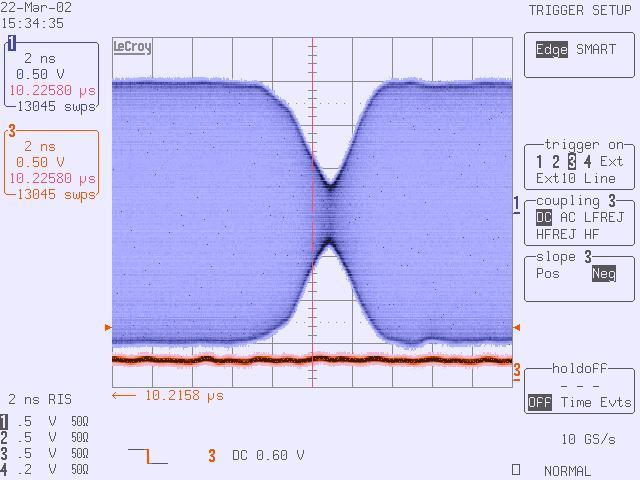 22-Mar-02
15:34:35
1
2 ns
0.50 V
10.22580 µs
13045 swps
3
2 ns
0.50 V
10.22580 µs
13045 swps
LeCroy
1
3
10.2158 µs
2 ns RIS
1 .5 V 50Ω
2 .5 V 50Ω
3 .5 V 50Ω
4 .2 V 50Ω
3 DC 0.60 V
TRIGGER SETUP
Edge SMART
trigger on
1 2 3 4 Ext
Ext10 Line
coupling 3
DC AC LFREJ
HFREJ HF
slope 3
Pos Neg
holdoff
- - -
OFF Time Evts
10 GS/s
NORMAL